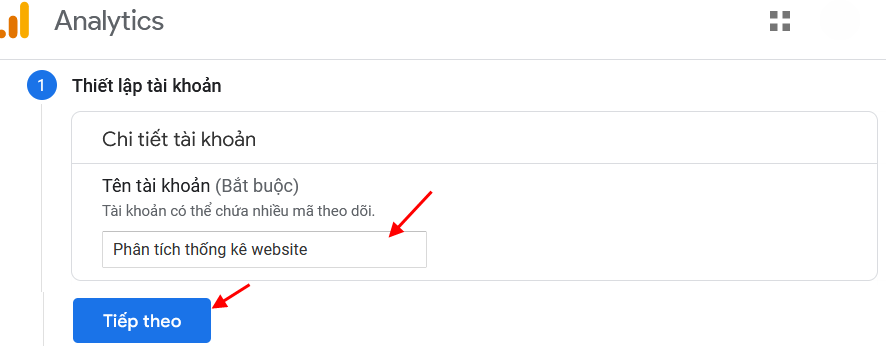 Analytics
1 Thiết lập tài khoản
Chi tiết tài khoản
Tên tài khoản (Bắt buộc)
Tài khoản có thể chứa nhiều mã theo dõi.
Phân tích thống kê website
Tiếp theo